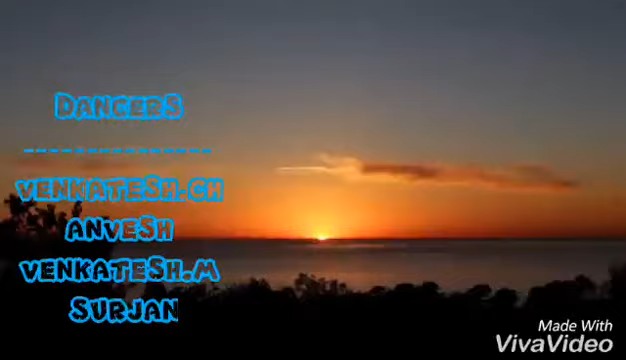 DANCERS
---------------
VENKATESH.CH
ANVESH
VENKATESH.M
SURJAN
Made With
VivaVideo